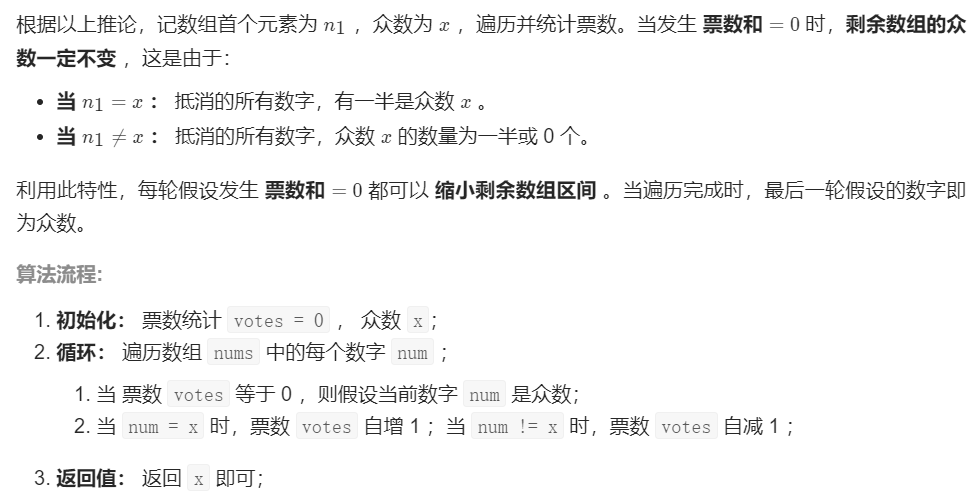 根据以上推论，记数组首个元素为 n1 ，众数为 x ，遍历并统计票数。当发生 票数和 = 0 时，剩余数组的众
数一定不变 ，这是由于：
• 当 n1 = x ： 抵消的所有数字，有一半是众数 x 。
• 当 n1 ≠ x ： 抵消的所有数字，众数 x 的数量为一半或 0 个。
利用此特性，每轮假设发生 票数和 = 0 都可以 缩小剩余数组区间 。当遍历完成时，最后一轮假设的数字即
为众数。
算法流程:
1. 初始化： 票数统计 votes = 0 ， 众数 x；
2. 循环： 遍历数组 nums 中的每个数字 num ；
1. 当 票数 votes 等于 0 ，则假设当前数字 num 是众数；
2. 当 num = x 时，票数 votes 自增 1 ；当 num != x 时，票数 votes 自减 1 ；
3. 返回值： 返回 x 即可；